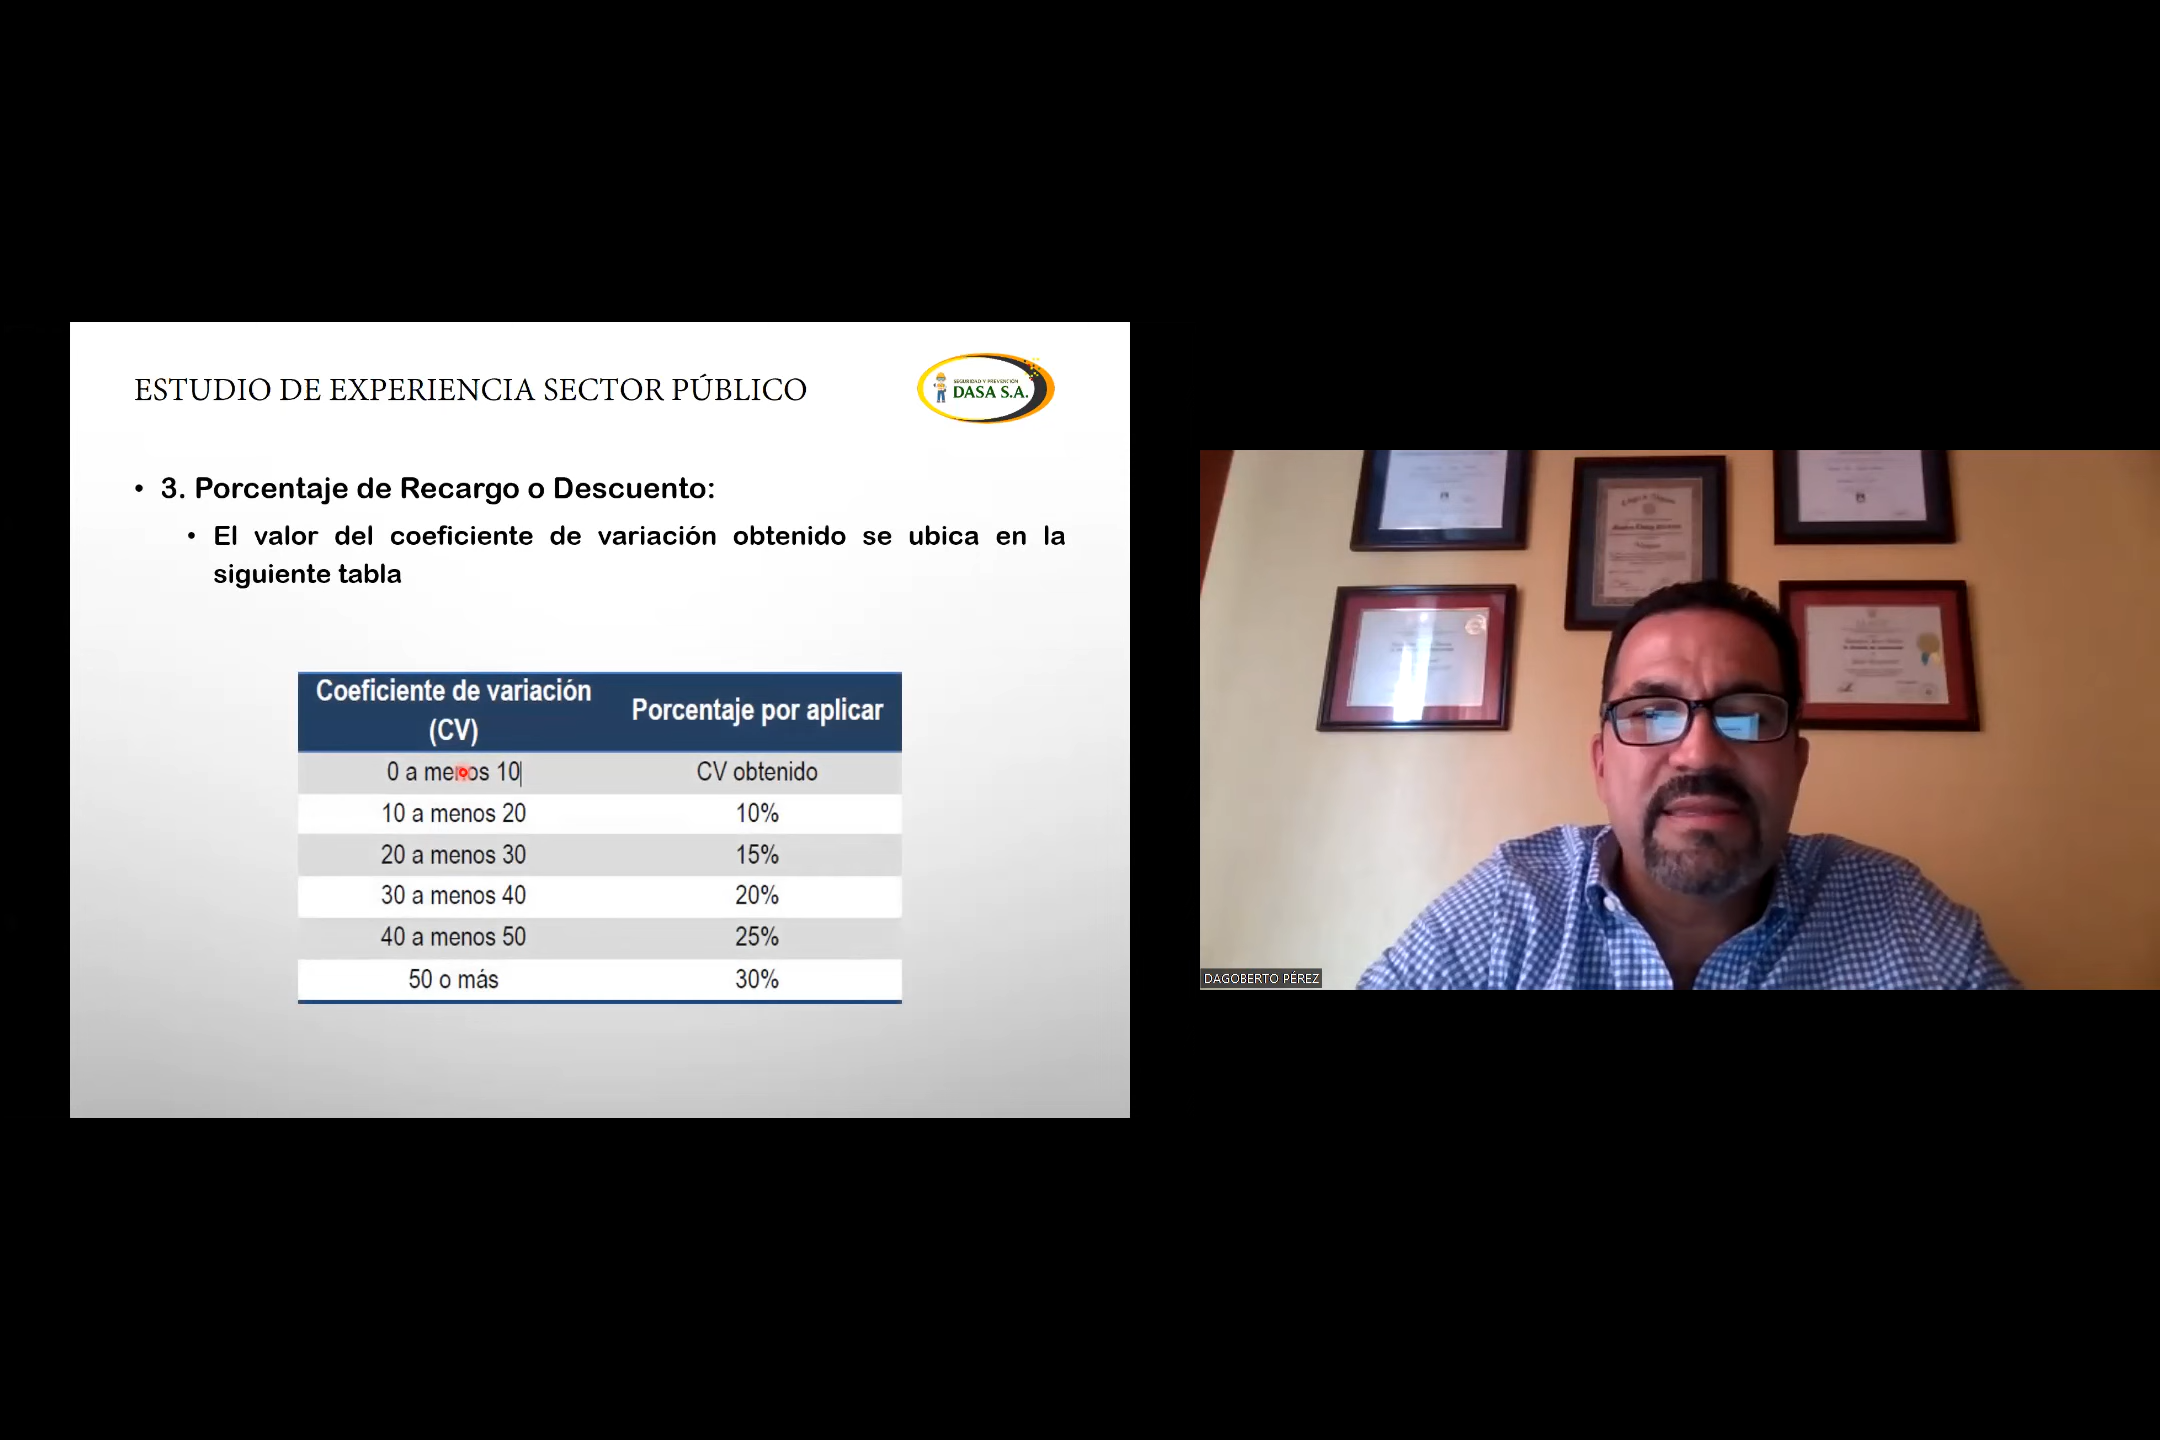 ESTUDIO DE EXPERIENCIA SECTOR PÚBLICO
SEGURIDAD Y PREVENCIÓN
DASA S.A.
• 3. Porcentaje de Recargo o Descuento:
• El valor del coeficiente de variación obtenido se ubica en la
siguiente tabla
Coeficiente de variación
(CV)
Porcentaje por aplicar
0 a menos 10
CV obtenido
10 a menos 20
10%
20 a menos 30
15%
30 a menos 40
20%
40 a menos 50
25%
50 o más
30%
DAGOBERTO PÉREZ